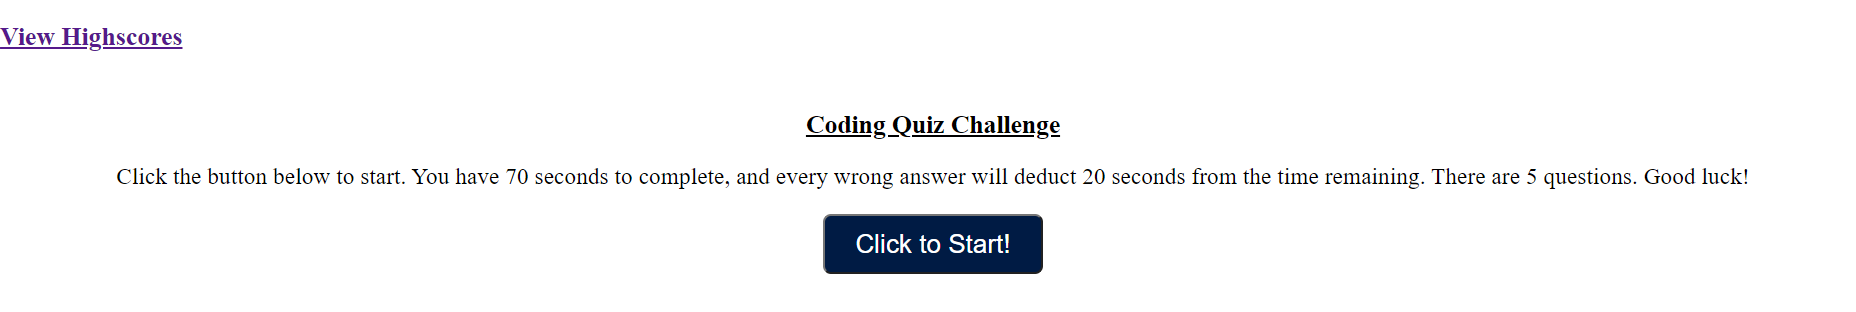 View Highscores
Coding Quiz Challenge
Click the button below to start. You have 70 seconds to complete, and every wrong answer will deduct 20 seconds from the time remaining. There are 5 questions. Good luck!
Click to Start!